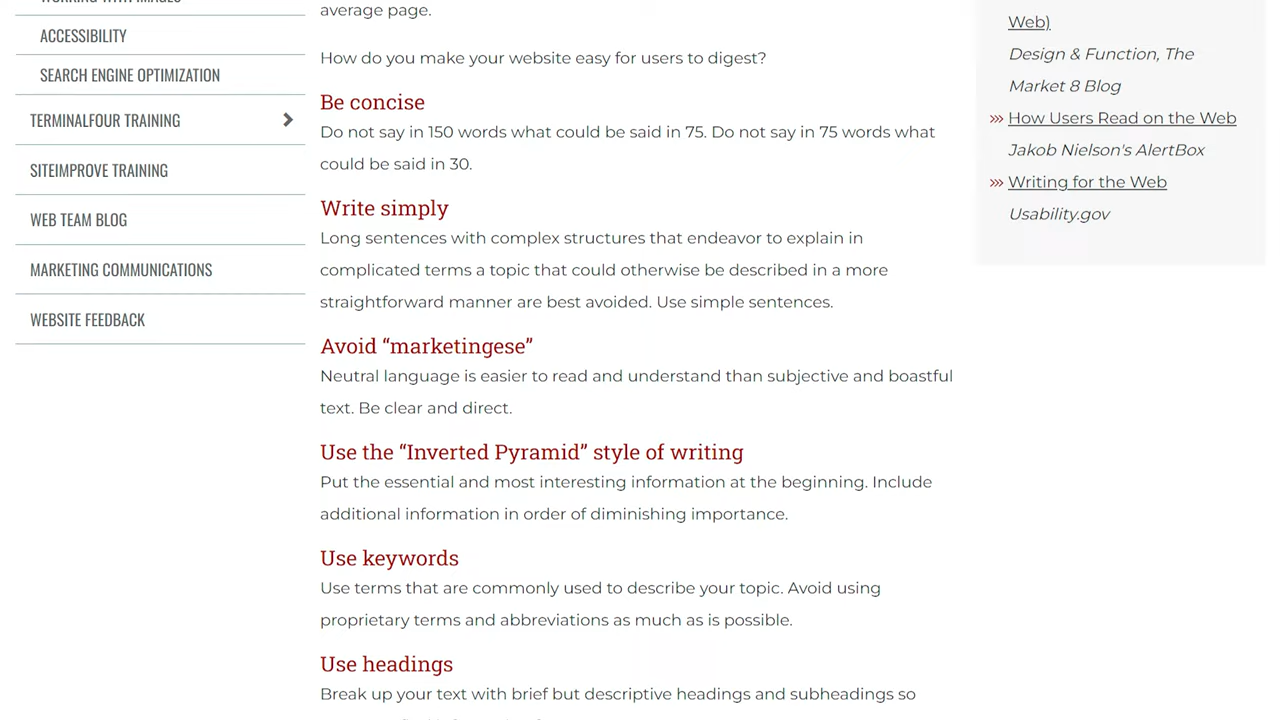 WORKING WITH IMAGES
ACCESSIBILITY
SEARCH ENGINE OPTIMIZATION
TERMINALFOUR TRAINING
SITEIMPROVE TRAINING
WEB TEAM BLOG
MARKETING COMMUNICATIONS
WEBSITE FEEDBACK
average page.
How do you make your website easy for users to digest?
Be concise
Do not say in 150 words what could be said in 75. Do not say in 75 words what
could be said in 30.
Write simply
Long sentences with complex structures that endeavor to explain in
complicated terms a topic that could otherwise be described in a more
straightforward manner are best avoided. Use simple sentences.
Avoid “marketingese”
Neutral language is easier to read and understand than subjective and boastful
text. Be clear and direct.
Use the “Inverted Pyramid” style of writing
Put the essential and most interesting information at the beginning. Include
additional information in order of diminishing importance.
Use keywords
Use terms that are commonly used to describe your topic. Avoid using
proprietary terms and abbreviations as much as is possible.
Use headings
Break up your text with brief but descriptive headings and subheadings so
Web)
Design & Function, The
Market 8 Blog
How Users Read on the Web
Jakob Nielson's AlertBox
Writing for the Web
Usability.gov